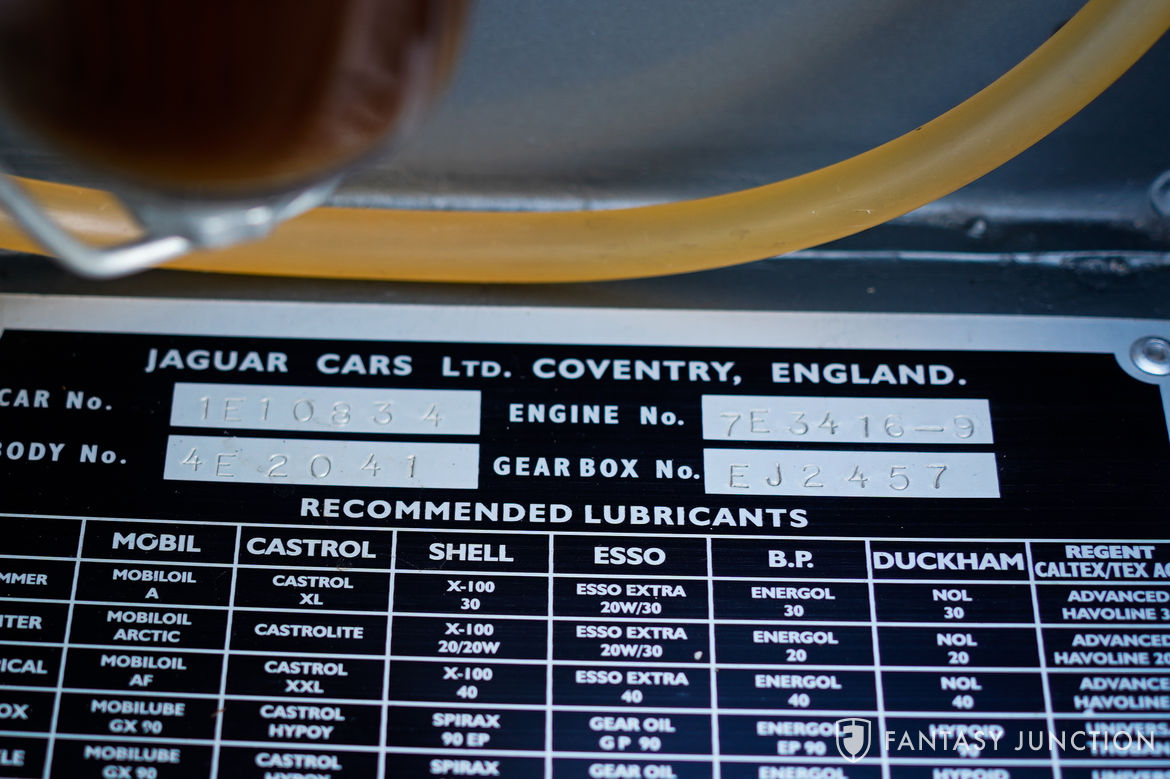 JAGUAR CARS LTD. COVENTRY, ENGLAND.
CAR No. 1E10834 ENGINE No. 7E3416-9
BODY No. 4E2041 GEAR BOX No. EJ2457
RECOMMENDED LUBRICANTS
MOBIL CASTROL SHELL ESSO B.P. DUCKHAM REGENT
CALTEX/TEX
MOBILOIL CASTROL X-100 ESSO EXTRA ENERGOL NOL ADVANCED
A XL 30 20W/30 30 30 HAVOLINE
MOBILOIL CASTROLITE X-100 ESSO EXTRA ENERGOL NOL ADVANCED
ARCTIC 20/20W 20W/30 20 20 HAVOLINE
MOBILOIL CASTROL X-100 ESSO EXTRA ENERGOL NOL ADVANCE
AF XXL 40 40 40 40 HAVOLINE
MOBILUBE CASTROL SPIRAX GEAR OIL ENERGOL HYPOID
GX 90 HYPOY 90 EP GP 90 EP 90
MOBILUBE CASTROL SPIRAX GEAR OIL ENERGOL HYPOID
GX 90 HYPOY
FANTASY JUNCTION